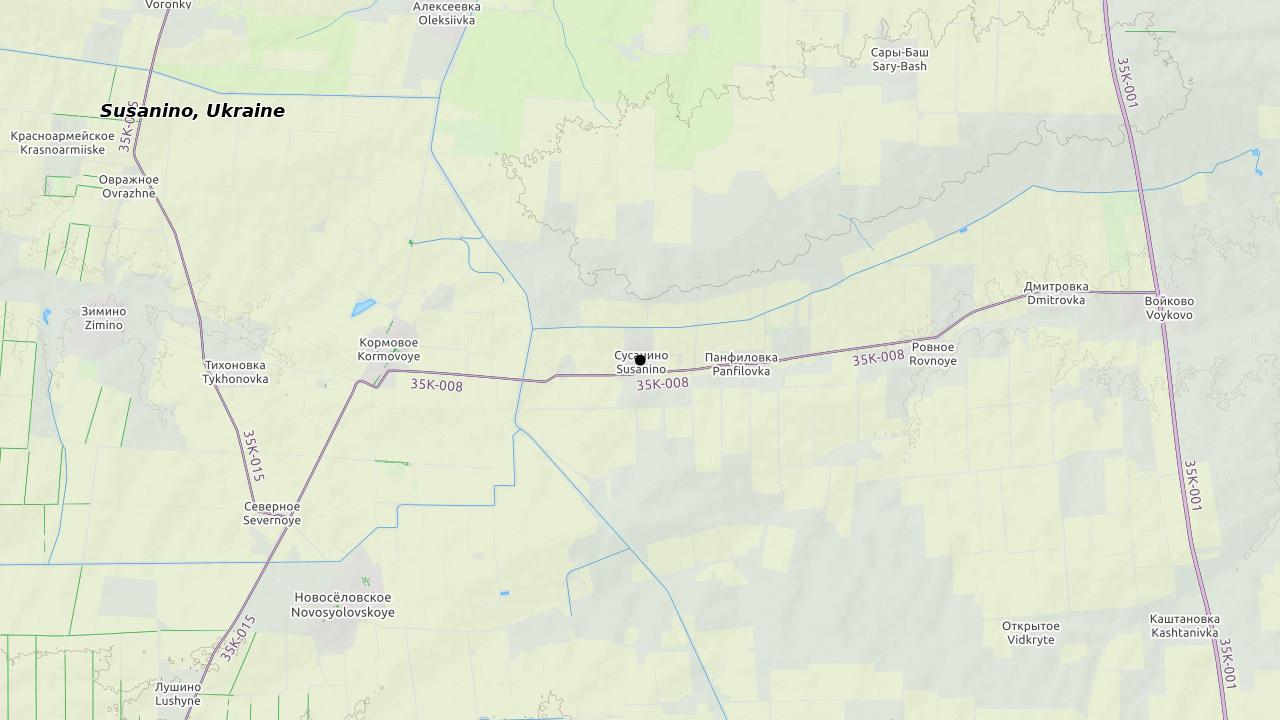 Voronky
Алексеевка
Oleksiivka
Сары-Баш
Sary-Bash
35K-001
Susanino, Ukraine
35K-015
Красноармейское
Krasnoarmiiske
Овражное
Ovrazhne
Зимино
Zimino
Дмитровка
Dmitrovka
Войково
Voykovo
Кормовое
Kormovoye
Тихоновка
Tykhonovka
Сусанино
Susanino
Панфиловка
Panfilovka
Ровное
Rovnoye
35K-008
35K-008
35K-008
35K-015
35K-001
Северное
Severnoye
Новосёловское
Novosyolovskoye
35K-015
Открытое
Vidkryte
Каштановка
Kashtanivka
35K-001
Лушино
Lushyne